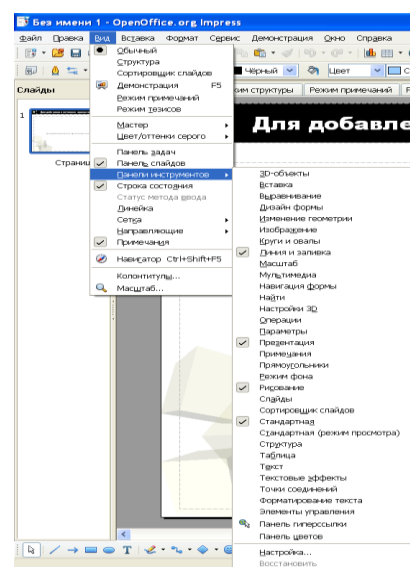 Без имени 1 - OpenOffice.org Impress
Файл Правка Вид Вставка Формат Сервис Демонстрация Окно Справка
Обычный
Структура
Сортировщик слайдов
Демонстрация F5
Режим примечаний
Режим тезисов
Мастер
Цвет/оттенки серого
Панель задач
Панель слайдов
Панели инструментов
Строка состояния
Статус метода ввода
Линейка
Сетка
Направляющие
Примечания
Навигатор Ctrl+Shift+F5
Колонтитулы...
Масштаб...
Чёрный
Цвет
Слайды
им структуры
Режим примечаний
1
Для добавле
Страниц
3D-объекты
Вставка
Выравнивание
Дизайн формы
Изменение геометрии
Изображение
Круги и овалы
Линия и заливка
Масштаб
Мультимедиа
Навигация формы
Найти
Настройки 3D
Операции
Параметры
Презентация
Примечания
Прямоугольники
Режим фона
Рисование
Слайды
Сортировщик слайдов
Стандартная
Стандартная (режим просмотра)
Структура
Таблица
Текст
Текстовые эффекты
Точки соединений
Форматирование текста
Элементы управления
Панель гиперссылки
Панель цветов
Настройка...
Восстановить